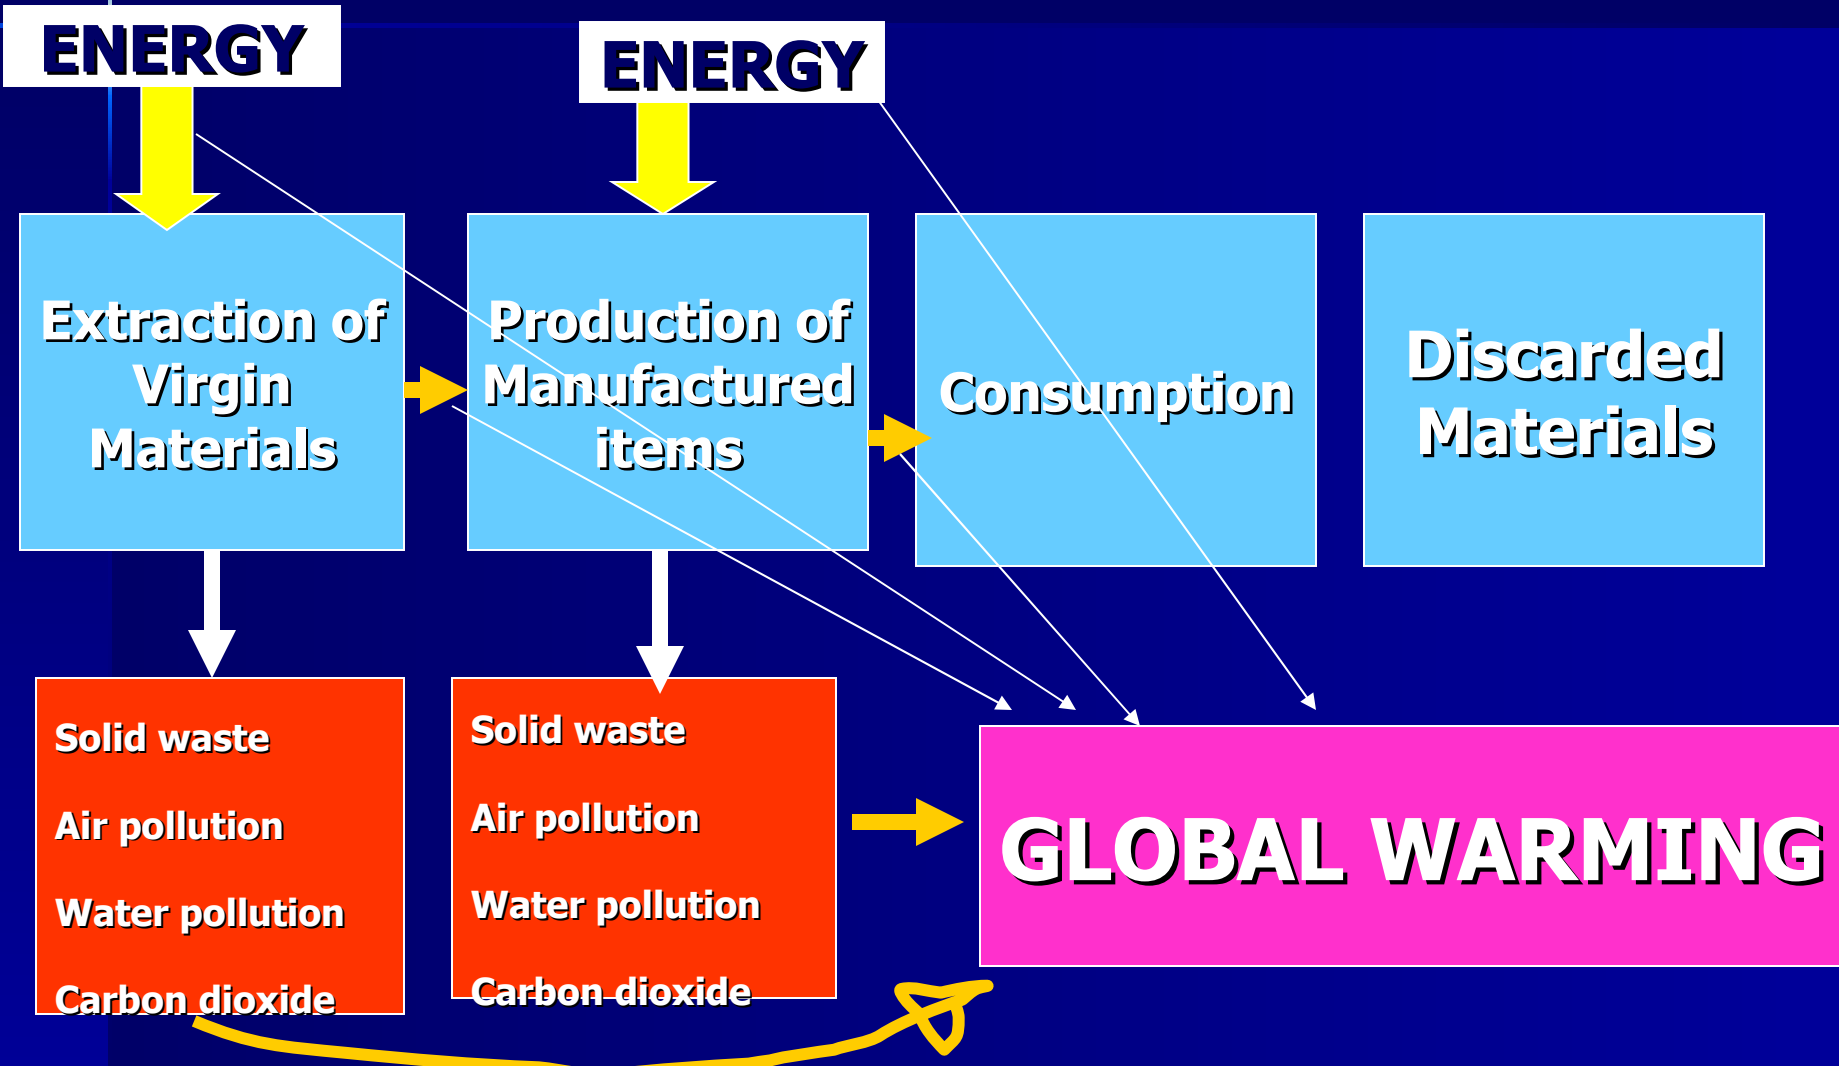 ENERGY
ENERGY
Extraction of
Virgin
Materials
Production of
Manufactured
items
Consumption
Discarded
Materials
Solid waste
Air pollution
Water pollution
Carbon dioxide
Solid waste
Air pollution
Water pollution
Carbon dioxide
GLOBAL WARMING